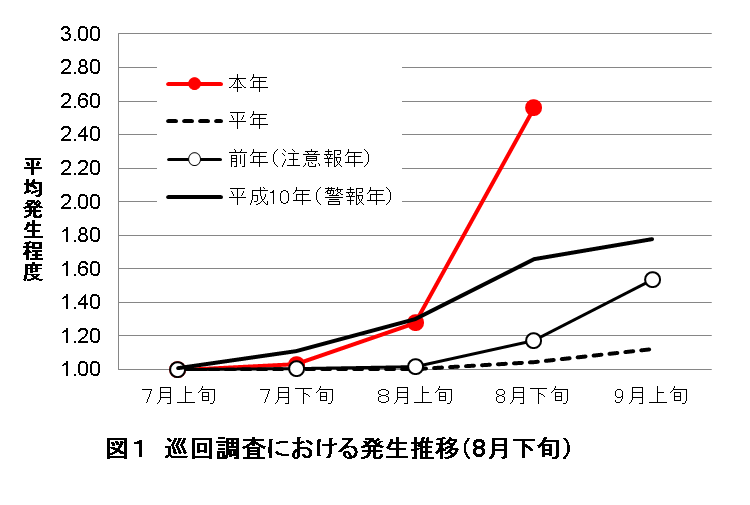 3.00
2.80
2.60
2.40
2.20
2.00
1.80
1.60
1.40
1.20
1.00
平均発生程度
本年
平年
前年(注意報年)
平成10年(警報年)
7月上旬
7月下旬
8月上旬
8月下旬
9月上旬
図1 巡回調査における発生推移(8月下旬)